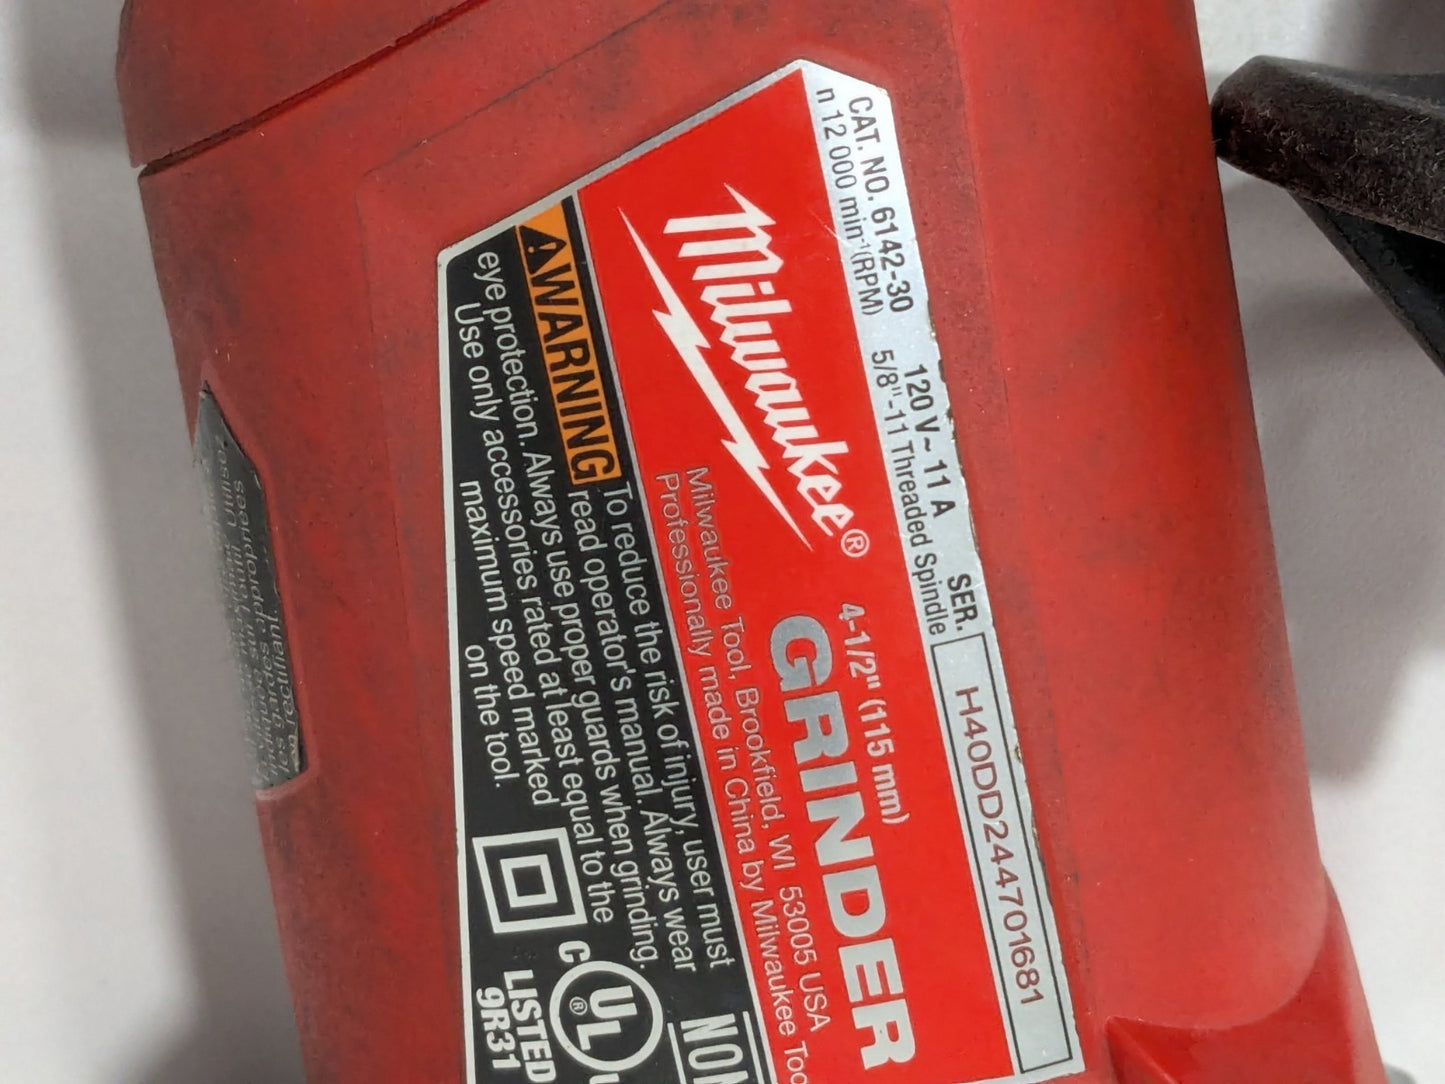 CAT. NO. 6142-30 120 V~ 11 A SER. H40DD244701681
n 12 000 min⁻¹(RPM) 5/8"-11 Threaded Spindle
Milwaukee®
4-1/2" (115 mm)
GRINDER
Milwaukee Tool, Brookfield, WI 53005 USA
Professionally made in China by Milwaukee
WARNING To reduce the risk of injury, user must
read operator's manual. Always wear
eye protection. Always use proper guards when grinding.
Use only accessories rated at least equal to the
maximum speed marked
on the tool.
C UL ®
LISTED
9R31